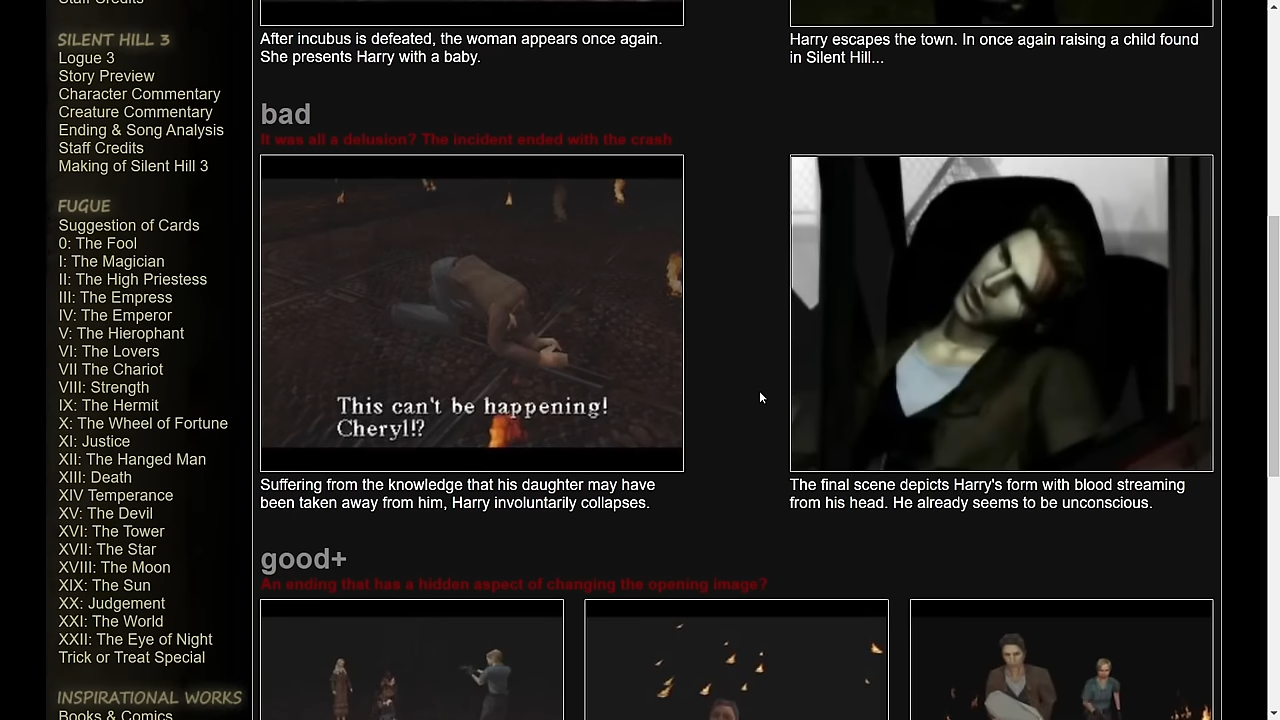 Staff Credits
SILENT HILL 3
Logue 3
Story Preview
Character Commentary
Creature Commentary
Ending & Song Analysis
Staff Credits
Making of Silent Hill 3
FUGUE
Suggestion of Cards
0: The Fool
I: The Magician
II: The High Priestess
III: The Empress
IV: The Emperor
V: The Hierophant
VI: The Lovers
VII The Chariot
VIII: Strength
IX: The Hermit
X: The Wheel of Fortune
XI: Justice
XII: The Hanged Man
XIII: Death
XIV Temperance
XV: The Devil
XVI: The Tower
XVII: The Star
XVIII: The Moon
XIX: The Sun
XX: Judgement
XXI: The World
XXII: The Eye of Night
Trick or Treat Special
INSPIRATIONAL WORKS
Books & Comics
After incubus is defeated, the woman appears once again.
She presents Harry with a baby.
Harry escapes the town. In once again raising a child found
in Silent Hill...
bad
It was all a delusion? The incident ended with the crash
This can't be happening!
Cheryl!?
Suffering from the knowledge that his daughter may have
been taken away from him, Harry involuntarily collapses.
The final scene depicts Harry's form with blood streaming
from his head. He already seems to be unconscious.
good+
An ending that has a hidden aspect of changing the opening image?